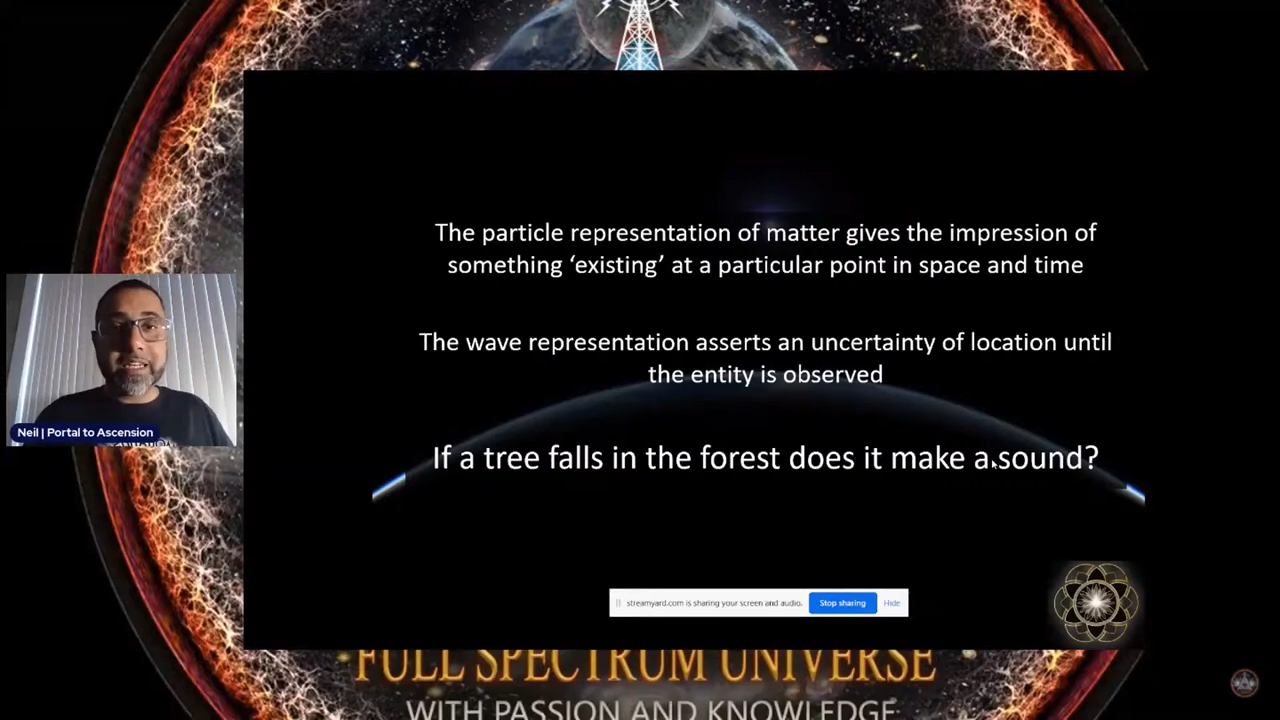 The particle representation of matter gives the impression of
something ‘existing’ at a particular point in space and time
The wave representation asserts an uncertainty of location until
the entity is observed
If a tree falls in the forest does it make a sound?
Neil | Portal to Ascension
streamyard.com is sharing your screen and audio.
Stop sharing
Hide
FULL SPECTRUM UNIVERSE
WITH PASSION AND KNOWLEDGE